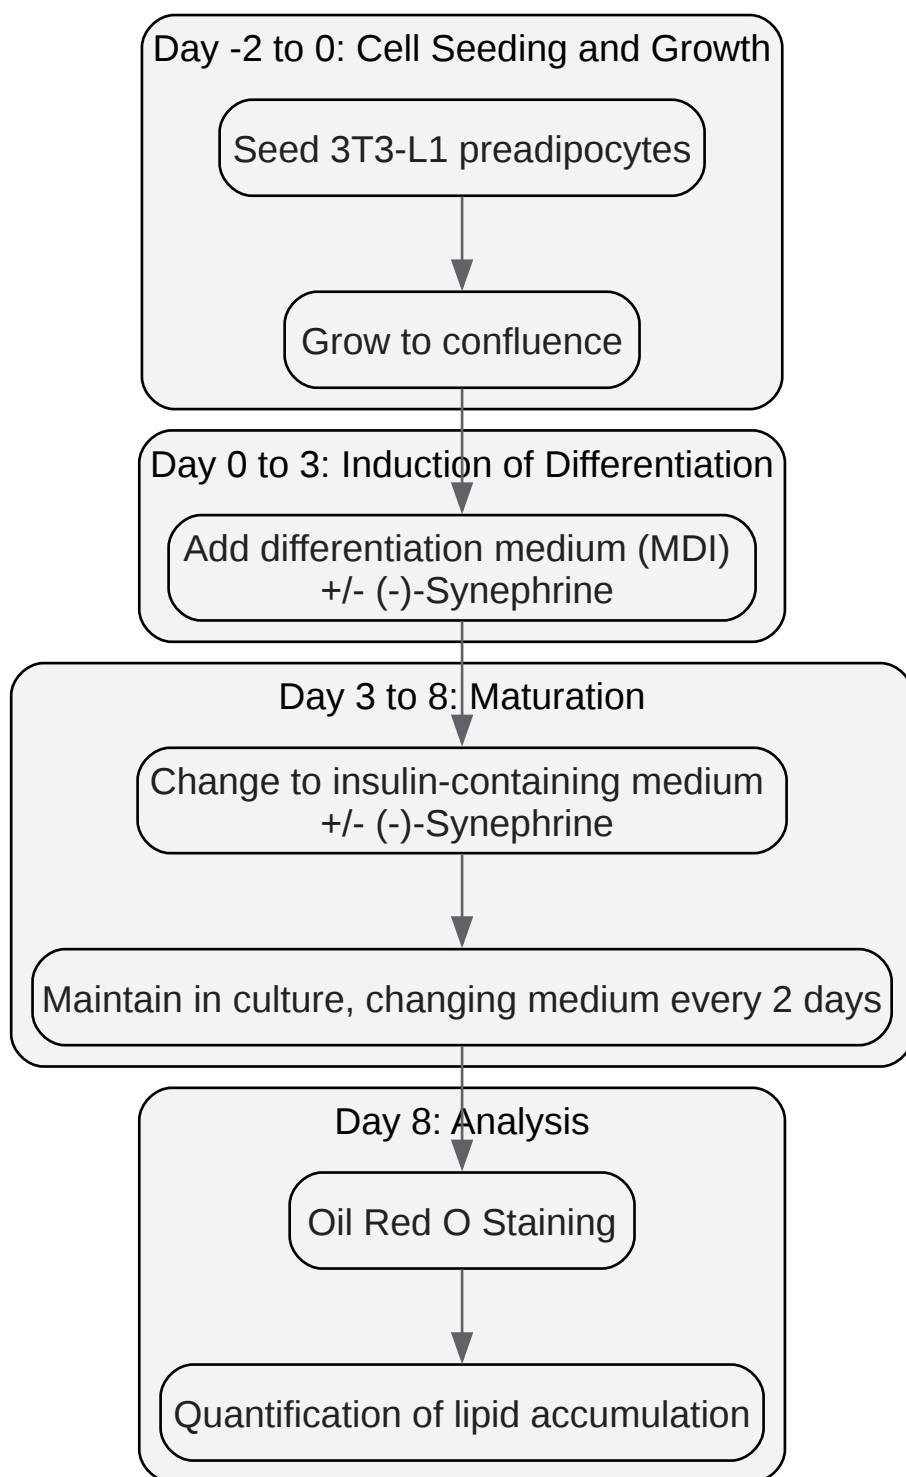 Day -2 to 0: Cell Seeding and Growth
Seed 3T3-L1 preadipocytes
Grow to confluence
Day 0 to 3: Induction of Differentiation
Add differentiation medium (MDI)
+/- (-)-Synephrine
Day 3 to 8: Maturation
Change to insulin-containing medium
+/- (-)-Synephrine
Maintain in culture, changing medium every 2 days
Day 8: Analysis
Oil Red O Staining
Quantification of lipid accumulation